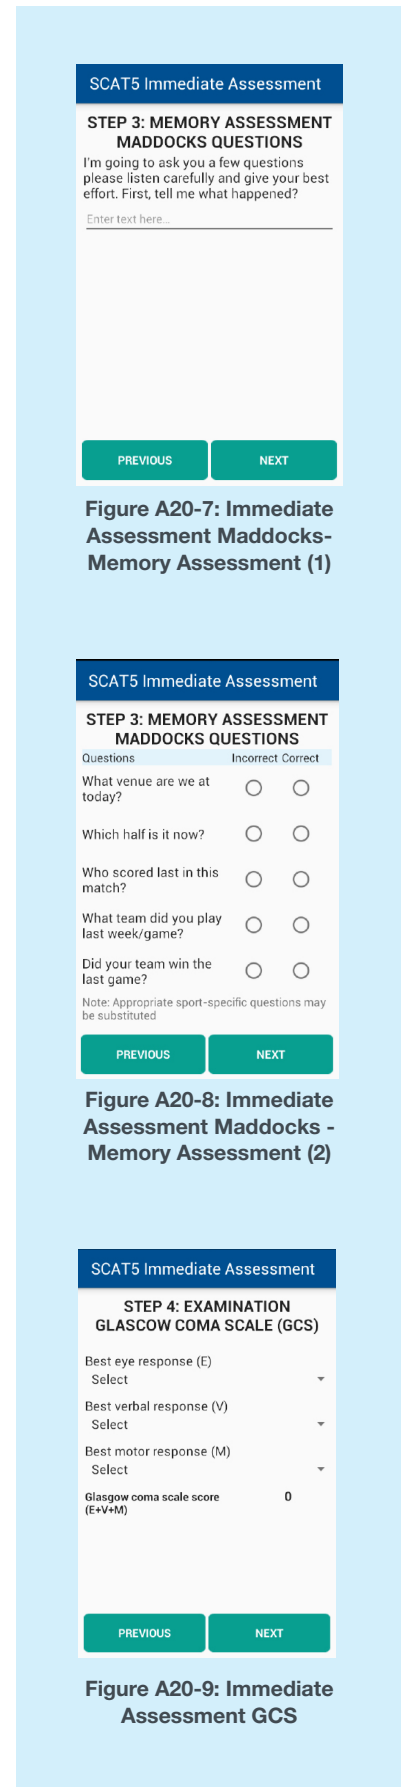 SCAT5 Immediate Assessment
STEP 3: MEMORY ASSESSMENT
MADDOCKS QUESTIONS
I'm going to ask you a few questions
please listen carefully and give your best
effort. First, tell me what happened?
Enter text here...
PREVIOUS NEXT
Figure A20-7: Immediate
Assessment Maddocks-
Memory Assessment (1)
SCAT5 Immediate Assessment
STEP 3: MEMORY ASSESSMENT
MADDOCKS QUESTIONS
Questions Incorrect Correct
What venue are we at
today?
Which half is it now?
Who scored last in this
match?
What team did you play
last week/game?
Did your team win the
last game?
Note: Appropriate sport-specific questions may
be substituted
PREVIOUS NEXT
Figure A20-8: Immediate
Assessment Maddocks -
Memory Assessment (2)
SCAT5 Immediate Assessment
STEP 4: EXAMINATION
GLASCOW COMA SCALE (GCS)
Best eye response (E)
Select
Best verbal response (V)
Select
Best motor response (M)
Select
Glasgow coma scale score 0
(E+V+M)
PREVIOUS NEXT
Figure A20-9: Immediate
Assessment GCS